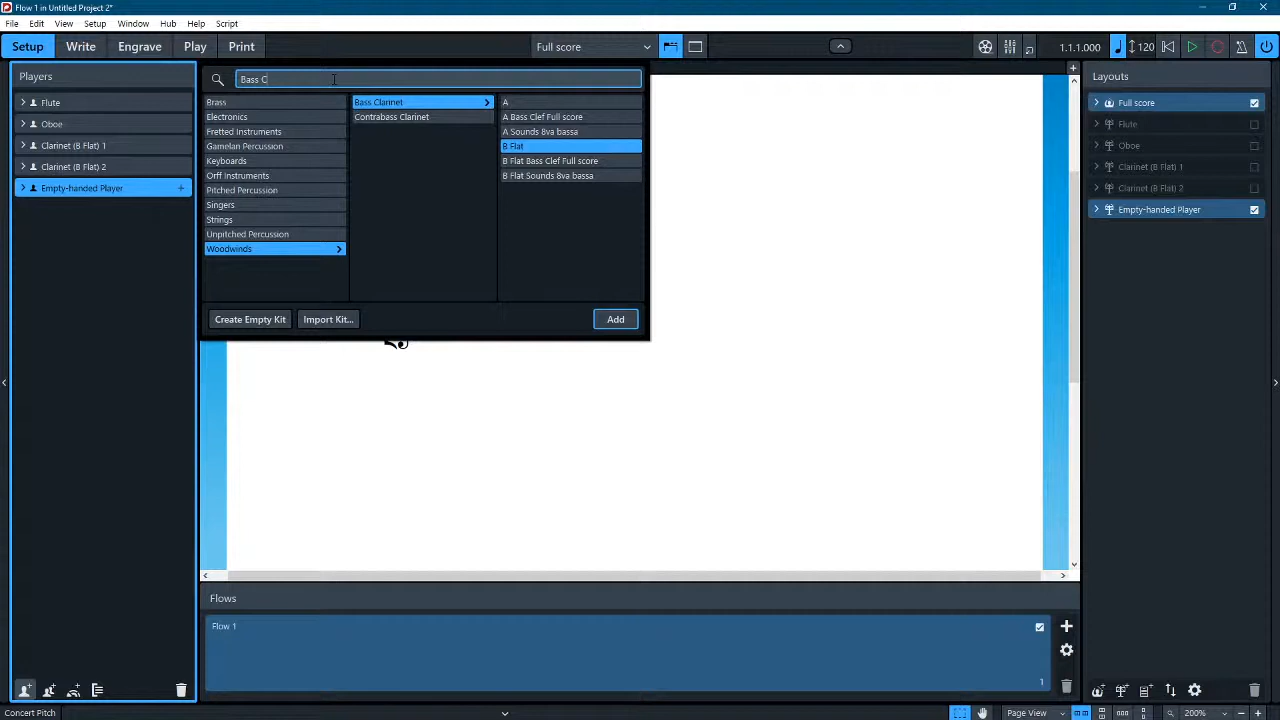 Flow 1 in Untitled Project 2*
File Edit View Setup Window Hub Help Script
Setup Write Engrave Play Print Full score 1.1.1.000 120
Players
Flute
Oboe
Clarinet (B Flat) 1
Clarinet (B Flat) 2
Empty-handed Player
Bass C
Brass
Electronics
Fretted Instruments
Gamelan Percussion
Keyboards
Orff Instruments
Pitched Percussion
Singers
Strings
Unpitched Percussion
Woodwinds
Bass Clarinet
Contrabass Clarinet
A
A Bass Clef Full score
A Sounds 8va bassa
B Flat
B Flat Bass Clef Full score
B Flat Sounds 8va bassa
Create Empty Kit Import Kit... Add
Layouts
Full score
Flute
Oboe
Clarinet (B Flat) 1
Clarinet (B Flat) 2
Empty-handed Player
Flows
Flow 1
1
Concert Pitch Page View 200%